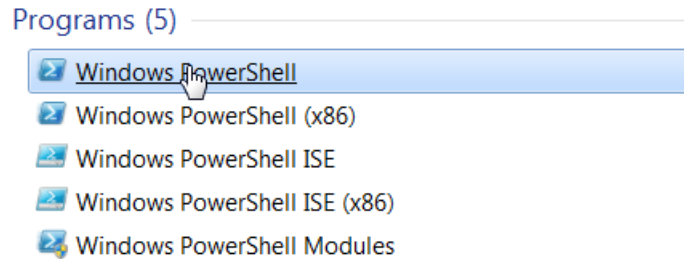 Programs (5)
Windows PowerShell
Windows PowerShell (x86)
Windows PowerShell ISE
Windows PowerShell ISE (x86)
Windows PowerShell Modules